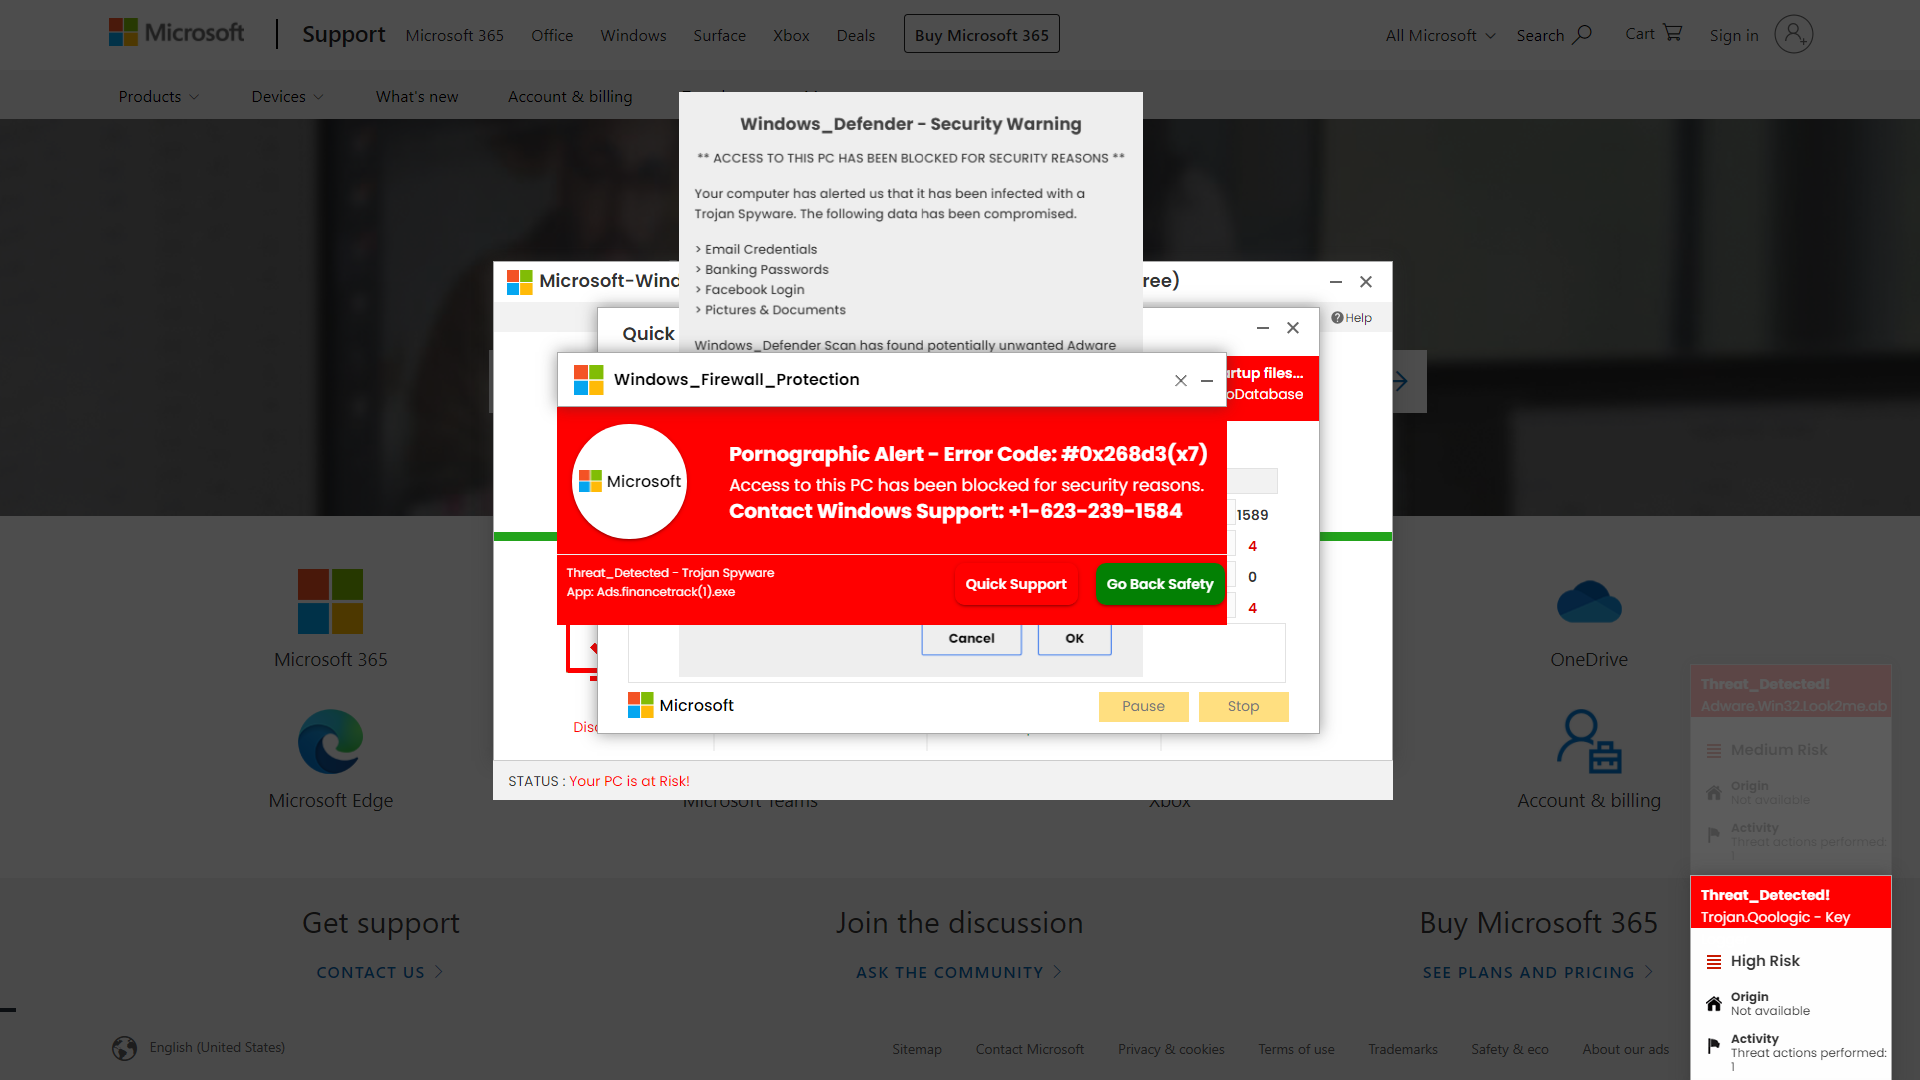 Microsoft
Support
Microsoft 365
Office
Windows
Surface
Xbox
Deals
Buy Microsoft 365
All Microsoft
Search
Cart
Sign in
Products
Devices
What's new
Account & billing
Windows_Defender - Security Warning
** ACCESS TO THIS PC HAS BEEN BLOCKED FOR SECURITY REASONS **
Your computer has alerted us that it has been infected with a
Trojan Spyware. The following data has been compromised.
> Email Credentials
> Banking Passwords
> Facebook Login
> Pictures & Documents
Windows_Defender Scan has found potentially unwanted Adware
Microsoft-Wind
ree)
Help
Quick
rtup files...
oDatabase
Windows_Firewall_Protection
Microsoft
Pornographic Alert - Error Code: #0x268d3(x7)
Access to this PC has been blocked for security reasons.
Contact Windows Support: +1-623-239-1584
Threat_Detected - Trojan Spyware
App: Ads.financetrack(1).exe
Quick Support
Go Back Safety
1589
4
0
4
Cancel
OK
Microsoft
Pause
Stop
Disc
STATUS : Your PC is at Risk!
Microsoft 365
OneDrive
Microsoft Edge
Microsoft Teams
Xbox
Account & billing
Threat_Detected!
Adware.Win32.Look2me.ab
Medium Risk
Origin
Not available
Activity
Threat actions performed:
1
Threat_Detected!
Trojan.Qoologic - Key
High Risk
Origin
Not available
Activity
Threat actions performed:
1
Get support
CONTACT US
Join the discussion
ASK THE COMMUNITY
Buy Microsoft 365
SEE PLANS AND PRICING
English (United States)
Sitemap
Contact Microsoft
Privacy & cookies
Terms of use
Trademarks
Safety & eco
About our ads